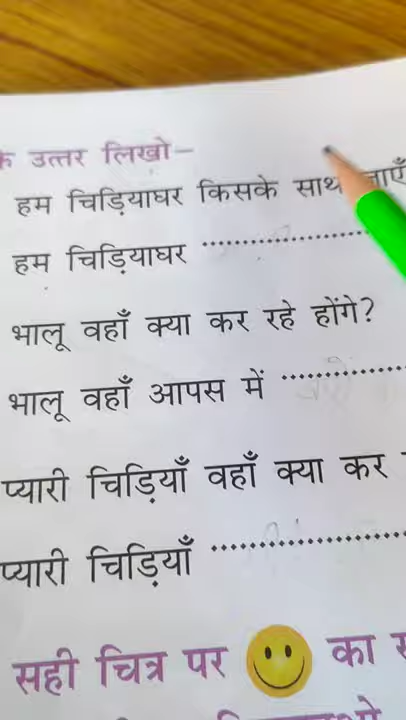 के उत्तर लिखो–
हम चिड़ियाघर किसके साथ
हम चिड़ियाघर ....................
भालू वहाँ क्या कर रहे होंगे?
भालू वहाँ आपस में ....................
प्यारी चिड़ियाँ वहाँ क्या कर
प्यारी चिड़ियाँ ....................
सही चित्र पर 🙂 का